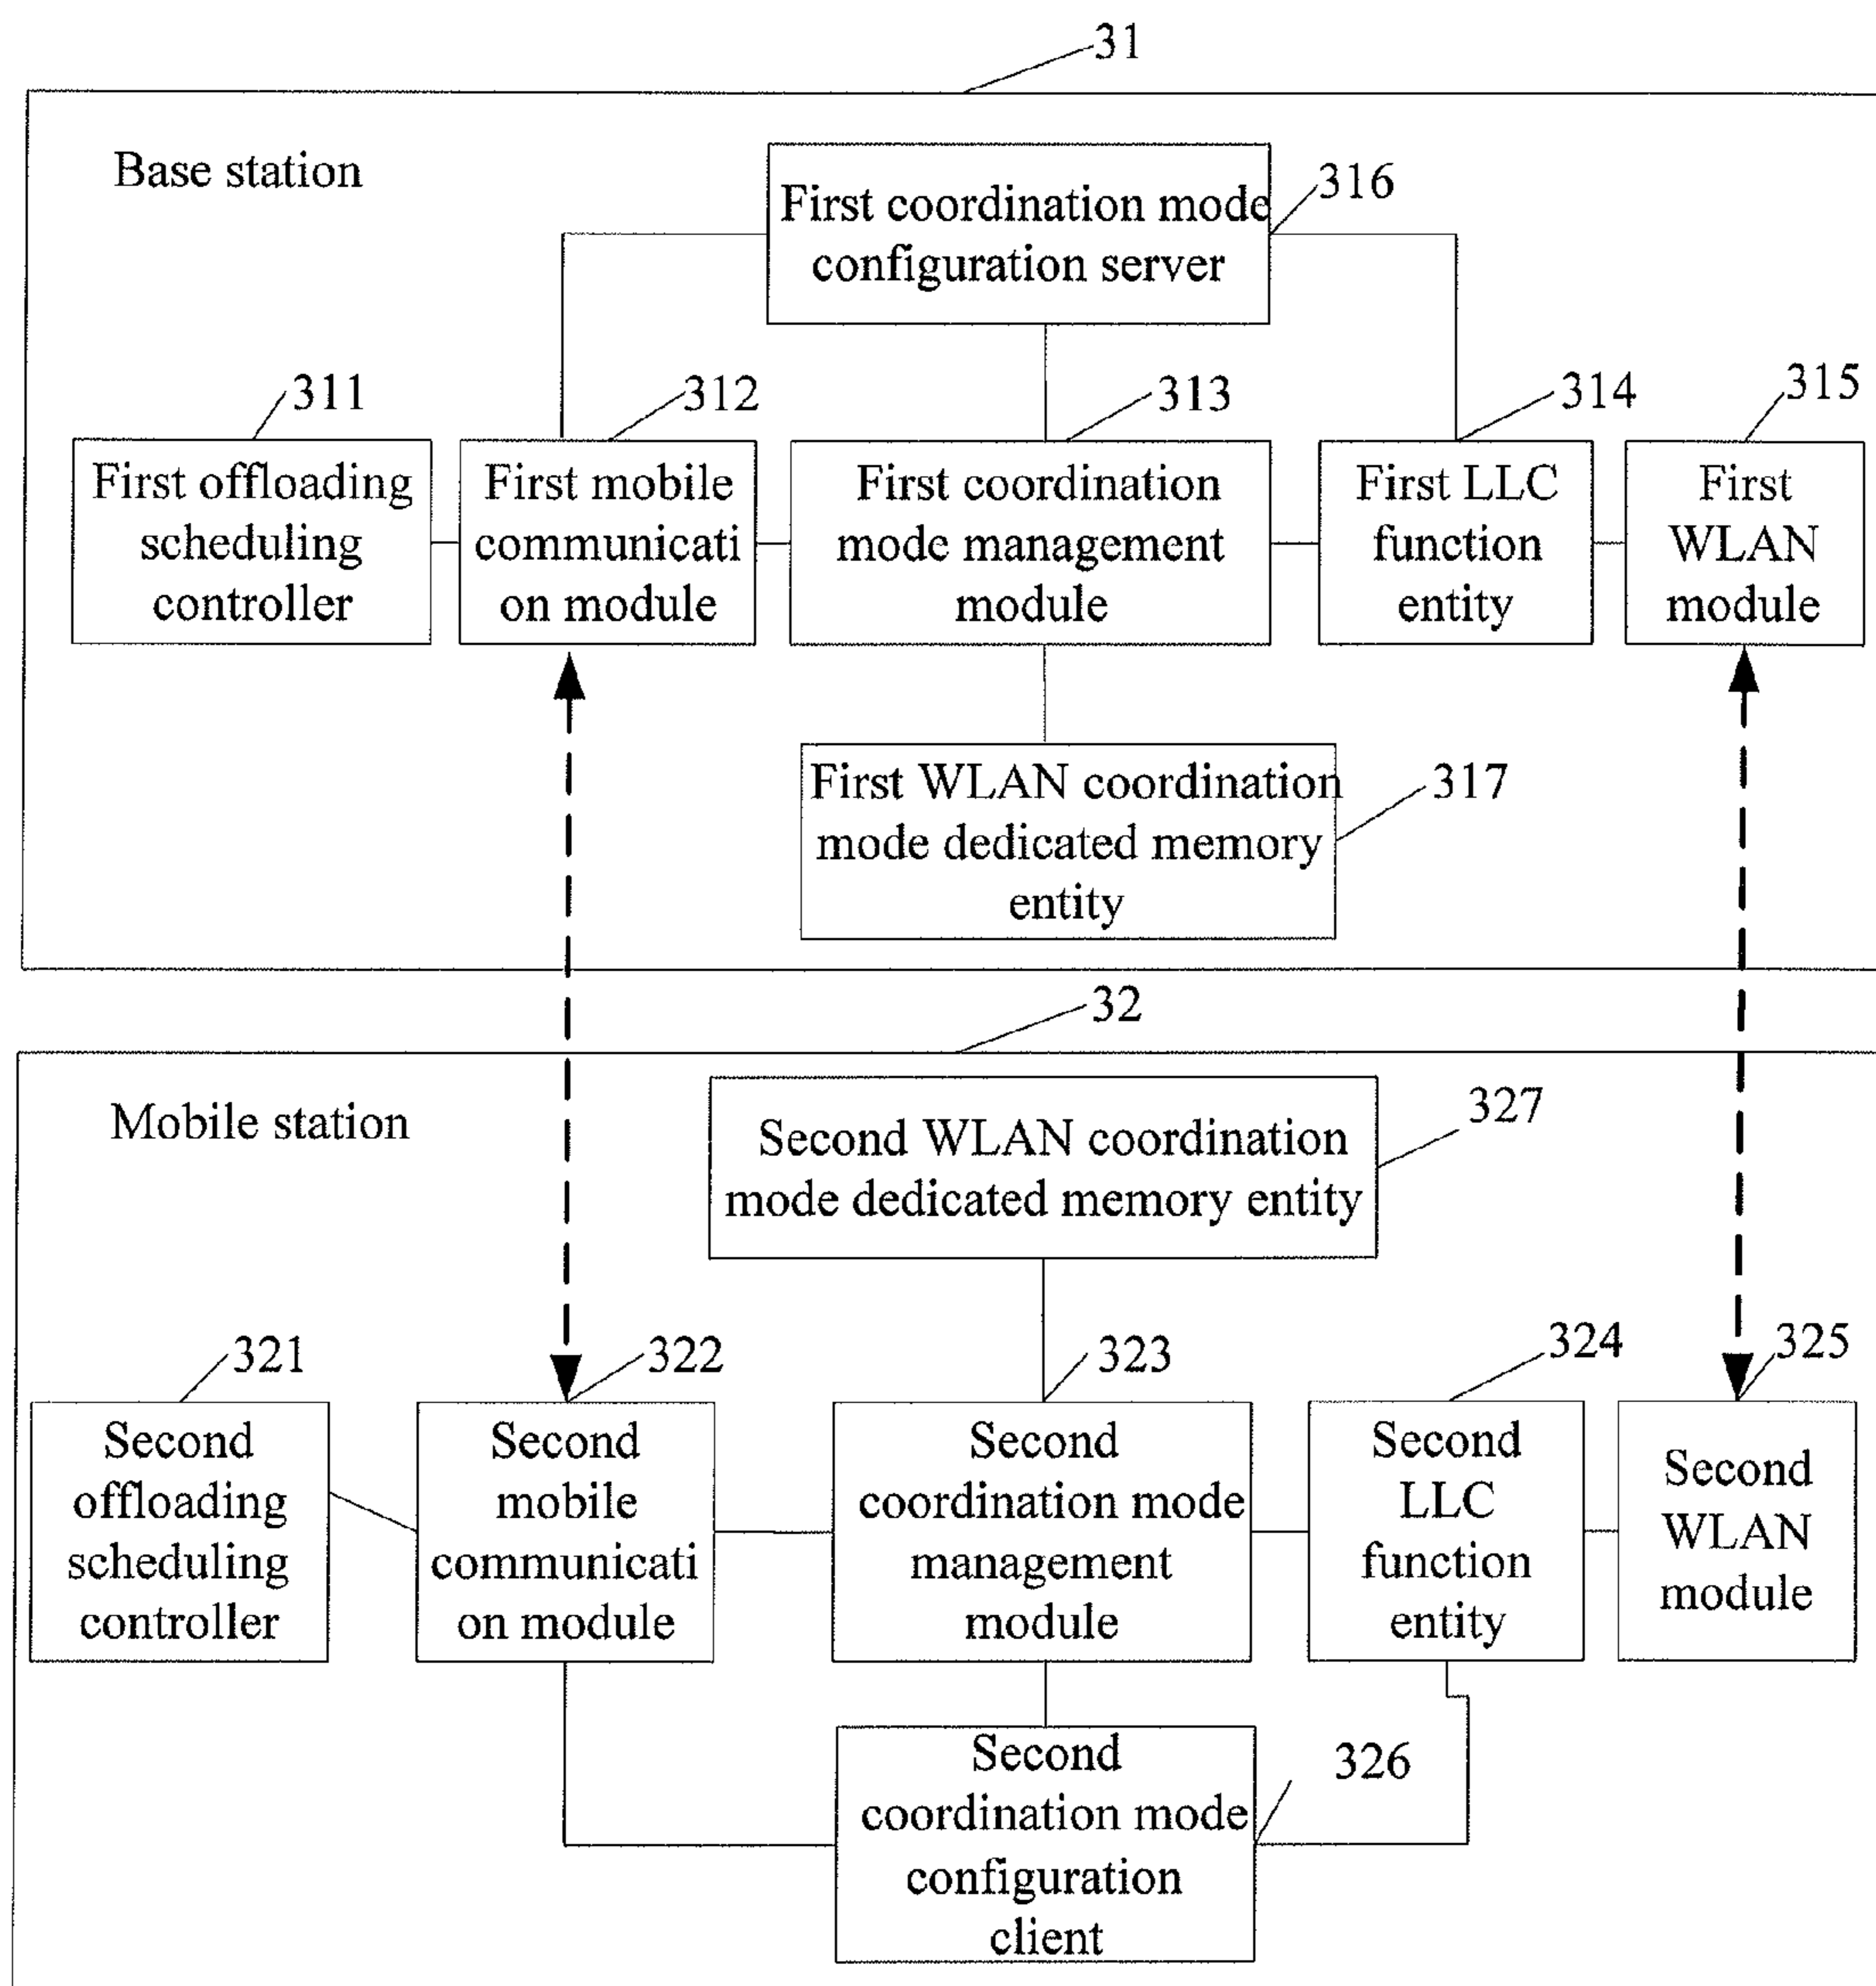 31
Base station
First coordination mode
configuration server
316
311
312
313
314
315
First offloading
scheduling
controller
First mobile
communicati
on module
First coordination
mode management
module
First LLC
function
entity
First
WLAN
module
First WLAN coordination
mode dedicated memory
entity
317
32
Mobile station
Second WLAN coordination
mode dedicated memory entity
327
321
322
323
324
325
Second
offloading
scheduling
controller
Second
mobile
communicati
on module
Second
coordination mode
management
module
Second
LLC
function
entity
Second
WLAN
module
Second
coordination mode
configuration
client
326